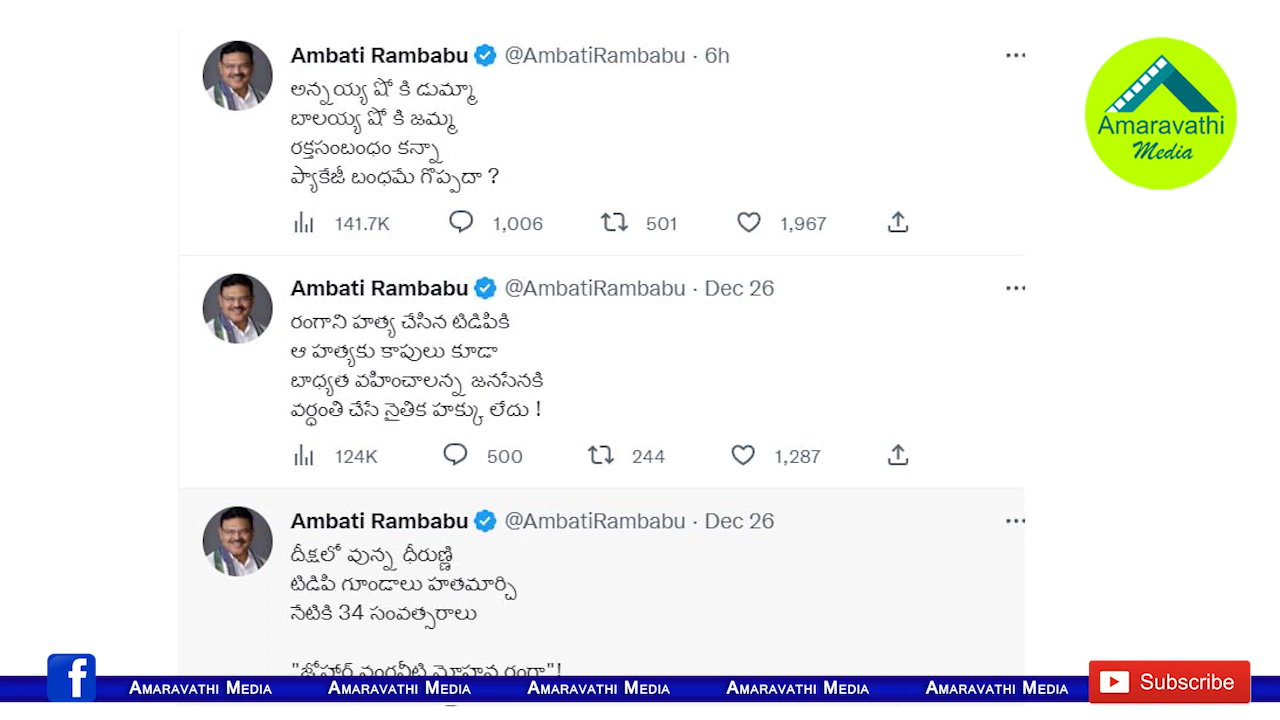 Ambati Rambabu @AmbatiRambabu · 6h
అన్నయ్య షో కి డుమ్మా
బాలయ్య షో కి జమ్మ
రక్తసంబంధం కన్నా
ప్యాకేజీ బంధమే గొప్పదా ?
141.7K 1,006 501 1,967
Ambati Rambabu @AmbatiRambabu · Dec 26
రంగాని హత్య చేసిన టిడిపికి
ఆ హత్యకు కాపులు కూడా
బాధ్యత వహించాలన్న జనసేనకి
వర్ధంతి చేసే నైతిక హక్కు లేదు !
124K 500 244 1,287
Ambati Rambabu @AmbatiRambabu · Dec 26
దీక్షలో వున్న ధీరుణ్ణి
టిడిపి గూండాలు హతమార్చి
నేటికి 34 సంవత్సరాలు
"జోహార్ వంగవీటి మోహన రంగా"!
Amaravathi
Media
f Amaravathi Media Amaravathi Media Amaravathi Media Amaravathi Media Amaravathi Media
Subscribe